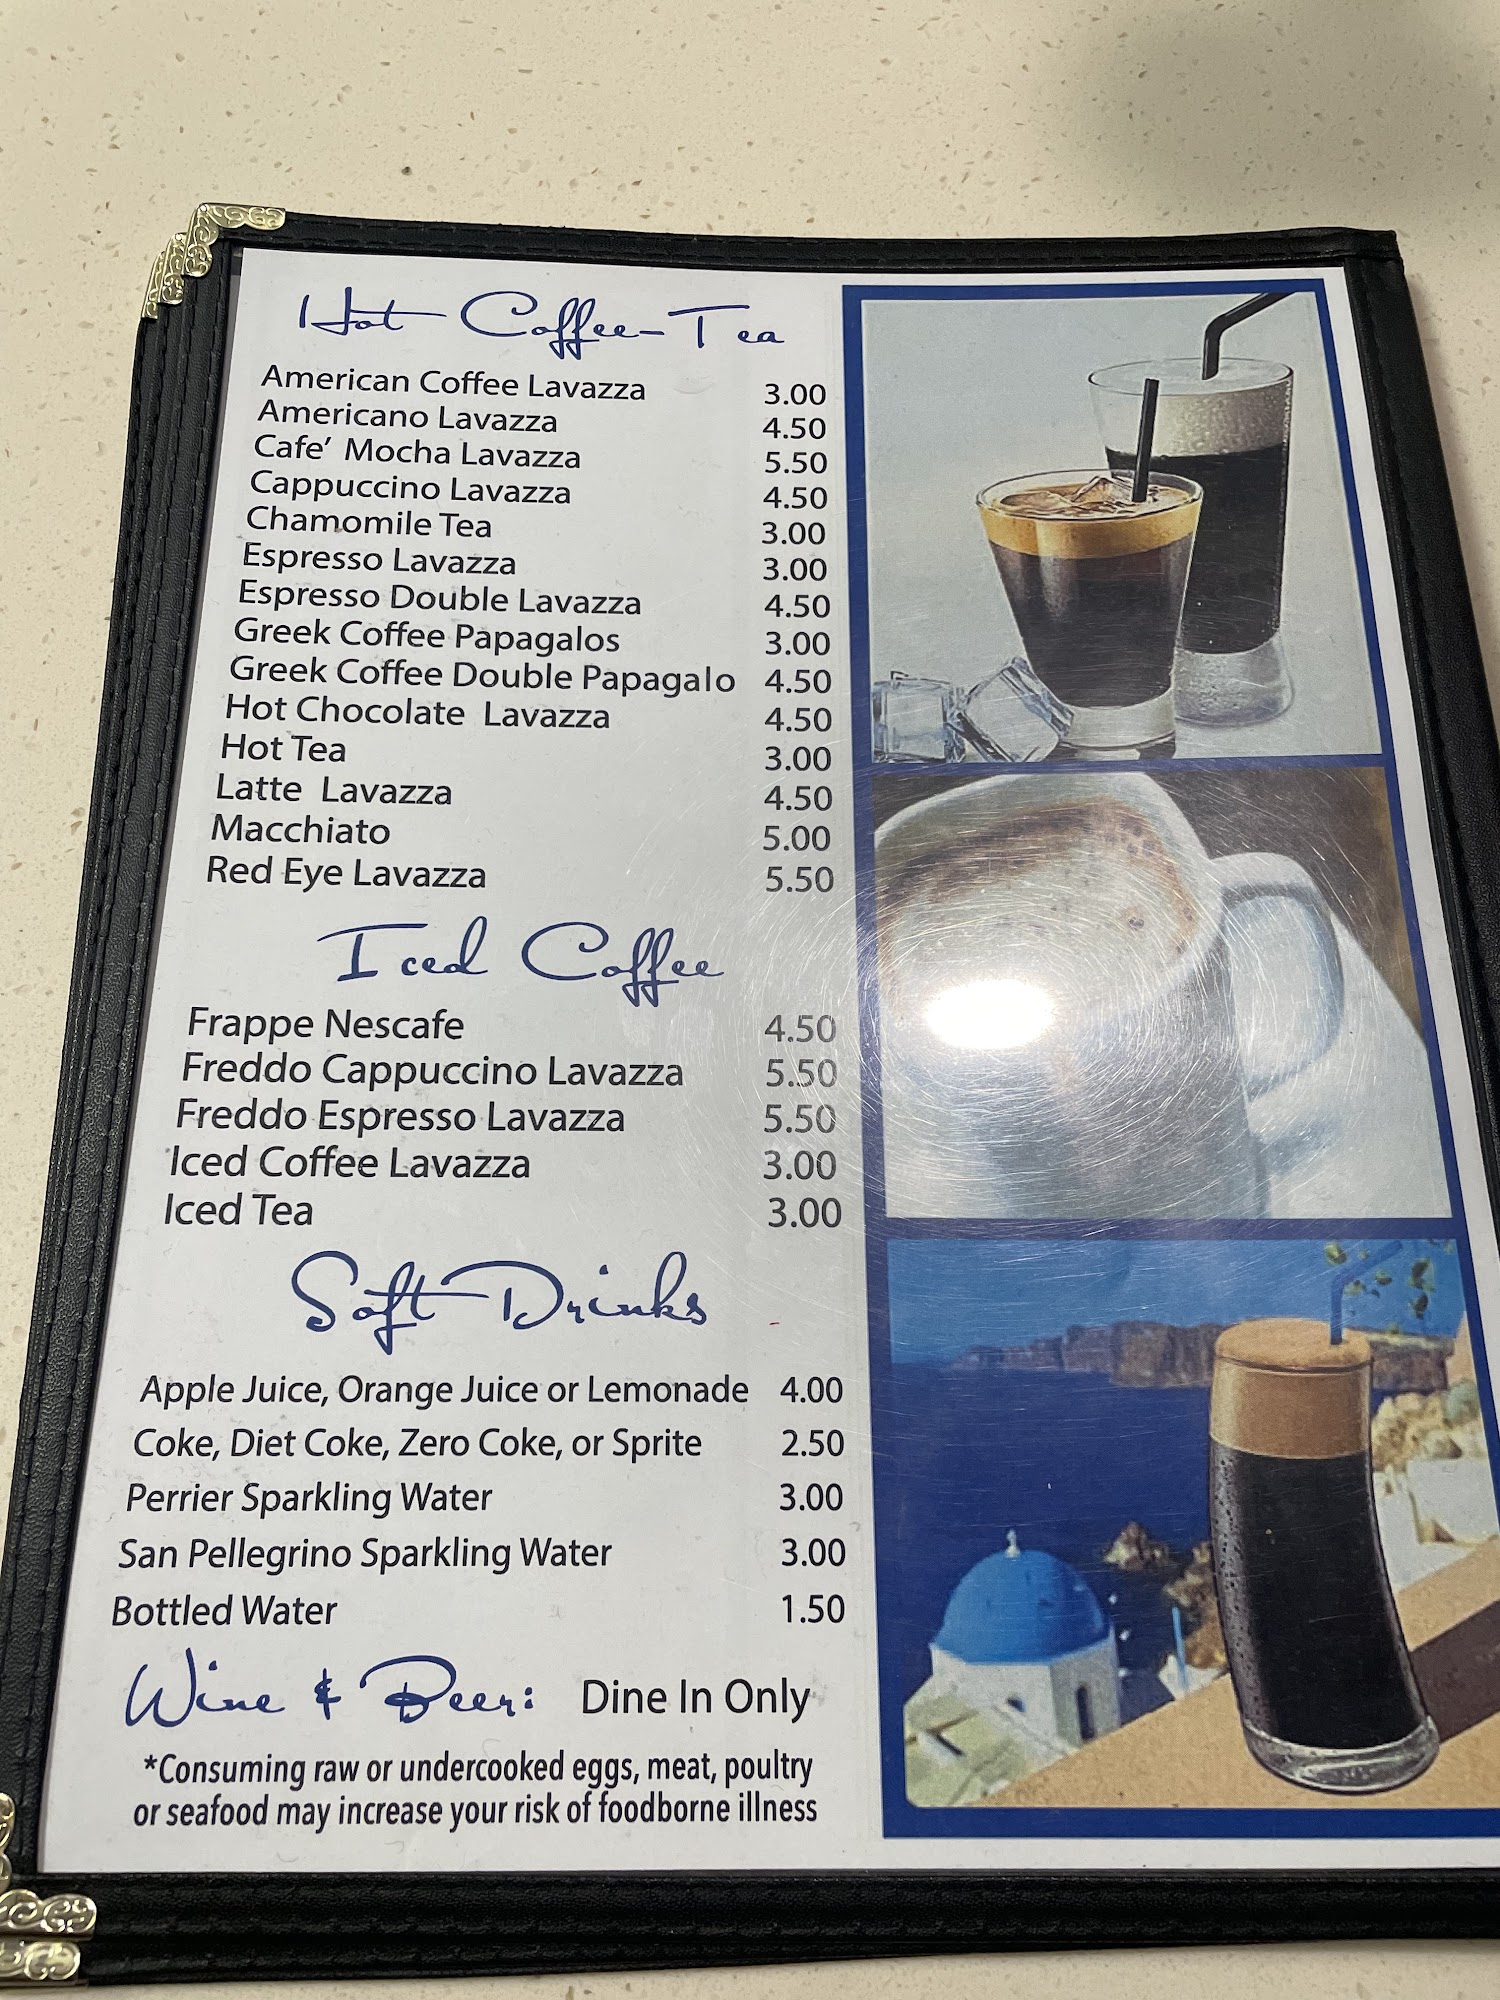 Hot Coffee-Tea
American Coffee Lavazza 3.00
Americano Lavazza 4.50
Cafe' Mocha Lavazza 5.50
Cappuccino Lavazza 4.50
Chamomile Tea 3.00
Espresso Lavazza 3.00
Espresso Double Lavazza 4.50
Greek Coffee Papagalos 3.00
Greek Coffee Double Papagalo 4.50
Hot Chocolate Lavazza 4.50
Hot Tea 3.00
Latte Lavazza 4.50
Macchiato 5.00
Red Eye Lavazza 5.50
Iced Coffee
Frappe Nescafe 4.50
Freddo Cappuccino Lavazza 5.50
Freddo Espresso Lavazza 5.50
Iced Coffee Lavazza 3.00
Iced Tea 3.00
Soft Drinks
Apple Juice, Orange Juice or Lemonade 4.00
Coke, Diet Coke, Zero Coke, or Sprite 2.50
Perrier Sparkling Water 3.00
San Pellegrino Sparkling Water 3.00
Bottled Water 1.50
Wine & Beer: Dine In Only
*Consuming raw or undercooked eggs, meat, poultry
or seafood may increase your risk of foodborne illness